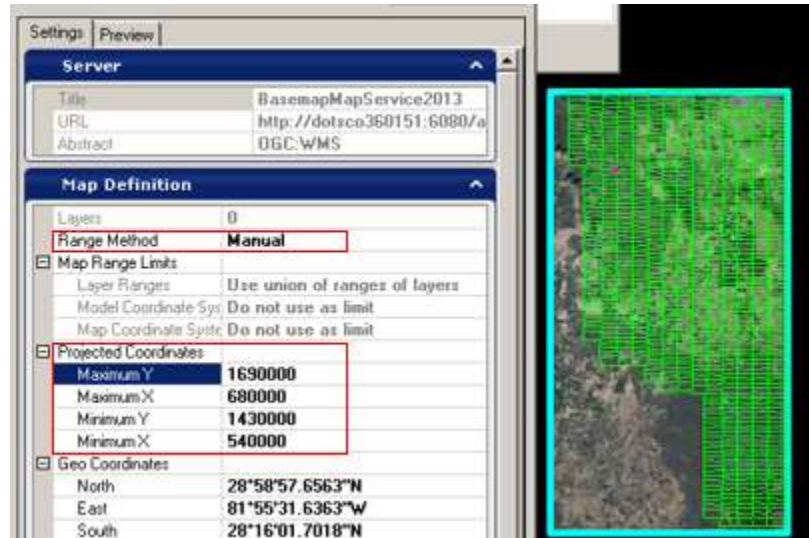 Settings Preview
Server
Title BasemapMapService2013
URL http://dotsco360151:6080/a
Abstract OGC:WMS
Map Definition
Layers 0
Range Method Manual
Map Range Limits
Layer Ranges Use union of ranges of layers
Model Coordinate Sys Do not use as limit
Map Coordinate Syste Do not use as limit
Projected Coordinates
Maximum Y 1690000
Maximum X 680000
Minimum Y 1430000
Minimum X 540000
Geo Coordinates
North 28°58'57.6563"N
East 81°55'31.6363"W
South 28°16'01.7018"N